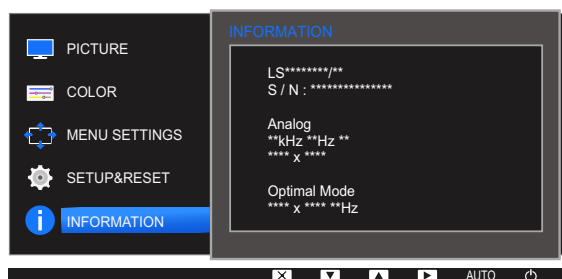 PICTURE
COLOR
MENU SETTINGS
SETUP&RESET
INFORMATION
INFORMATION
LS********/**
S / N : ***************
Analog
**kHz **Hz **
**** x ****
Optimal Mode
**** x **** **Hz
AUTO